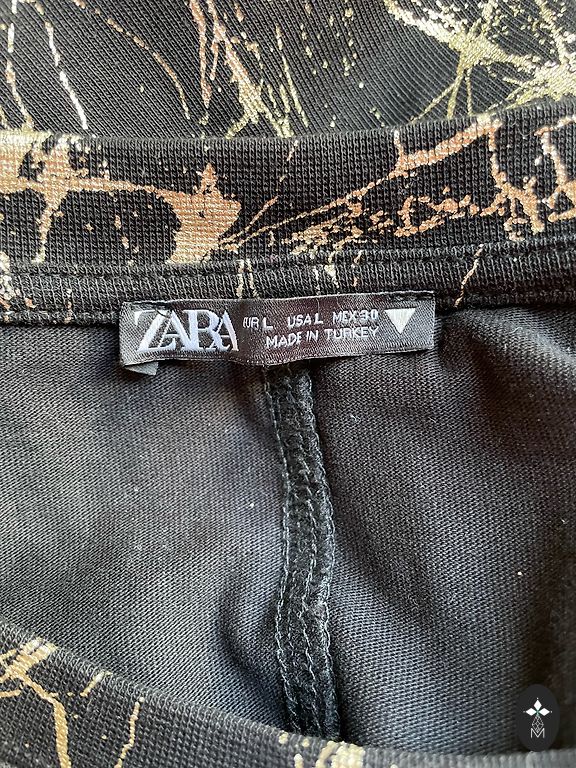 ZARA
EUR L USA L MEX 30
MADE IN TURKEY
M